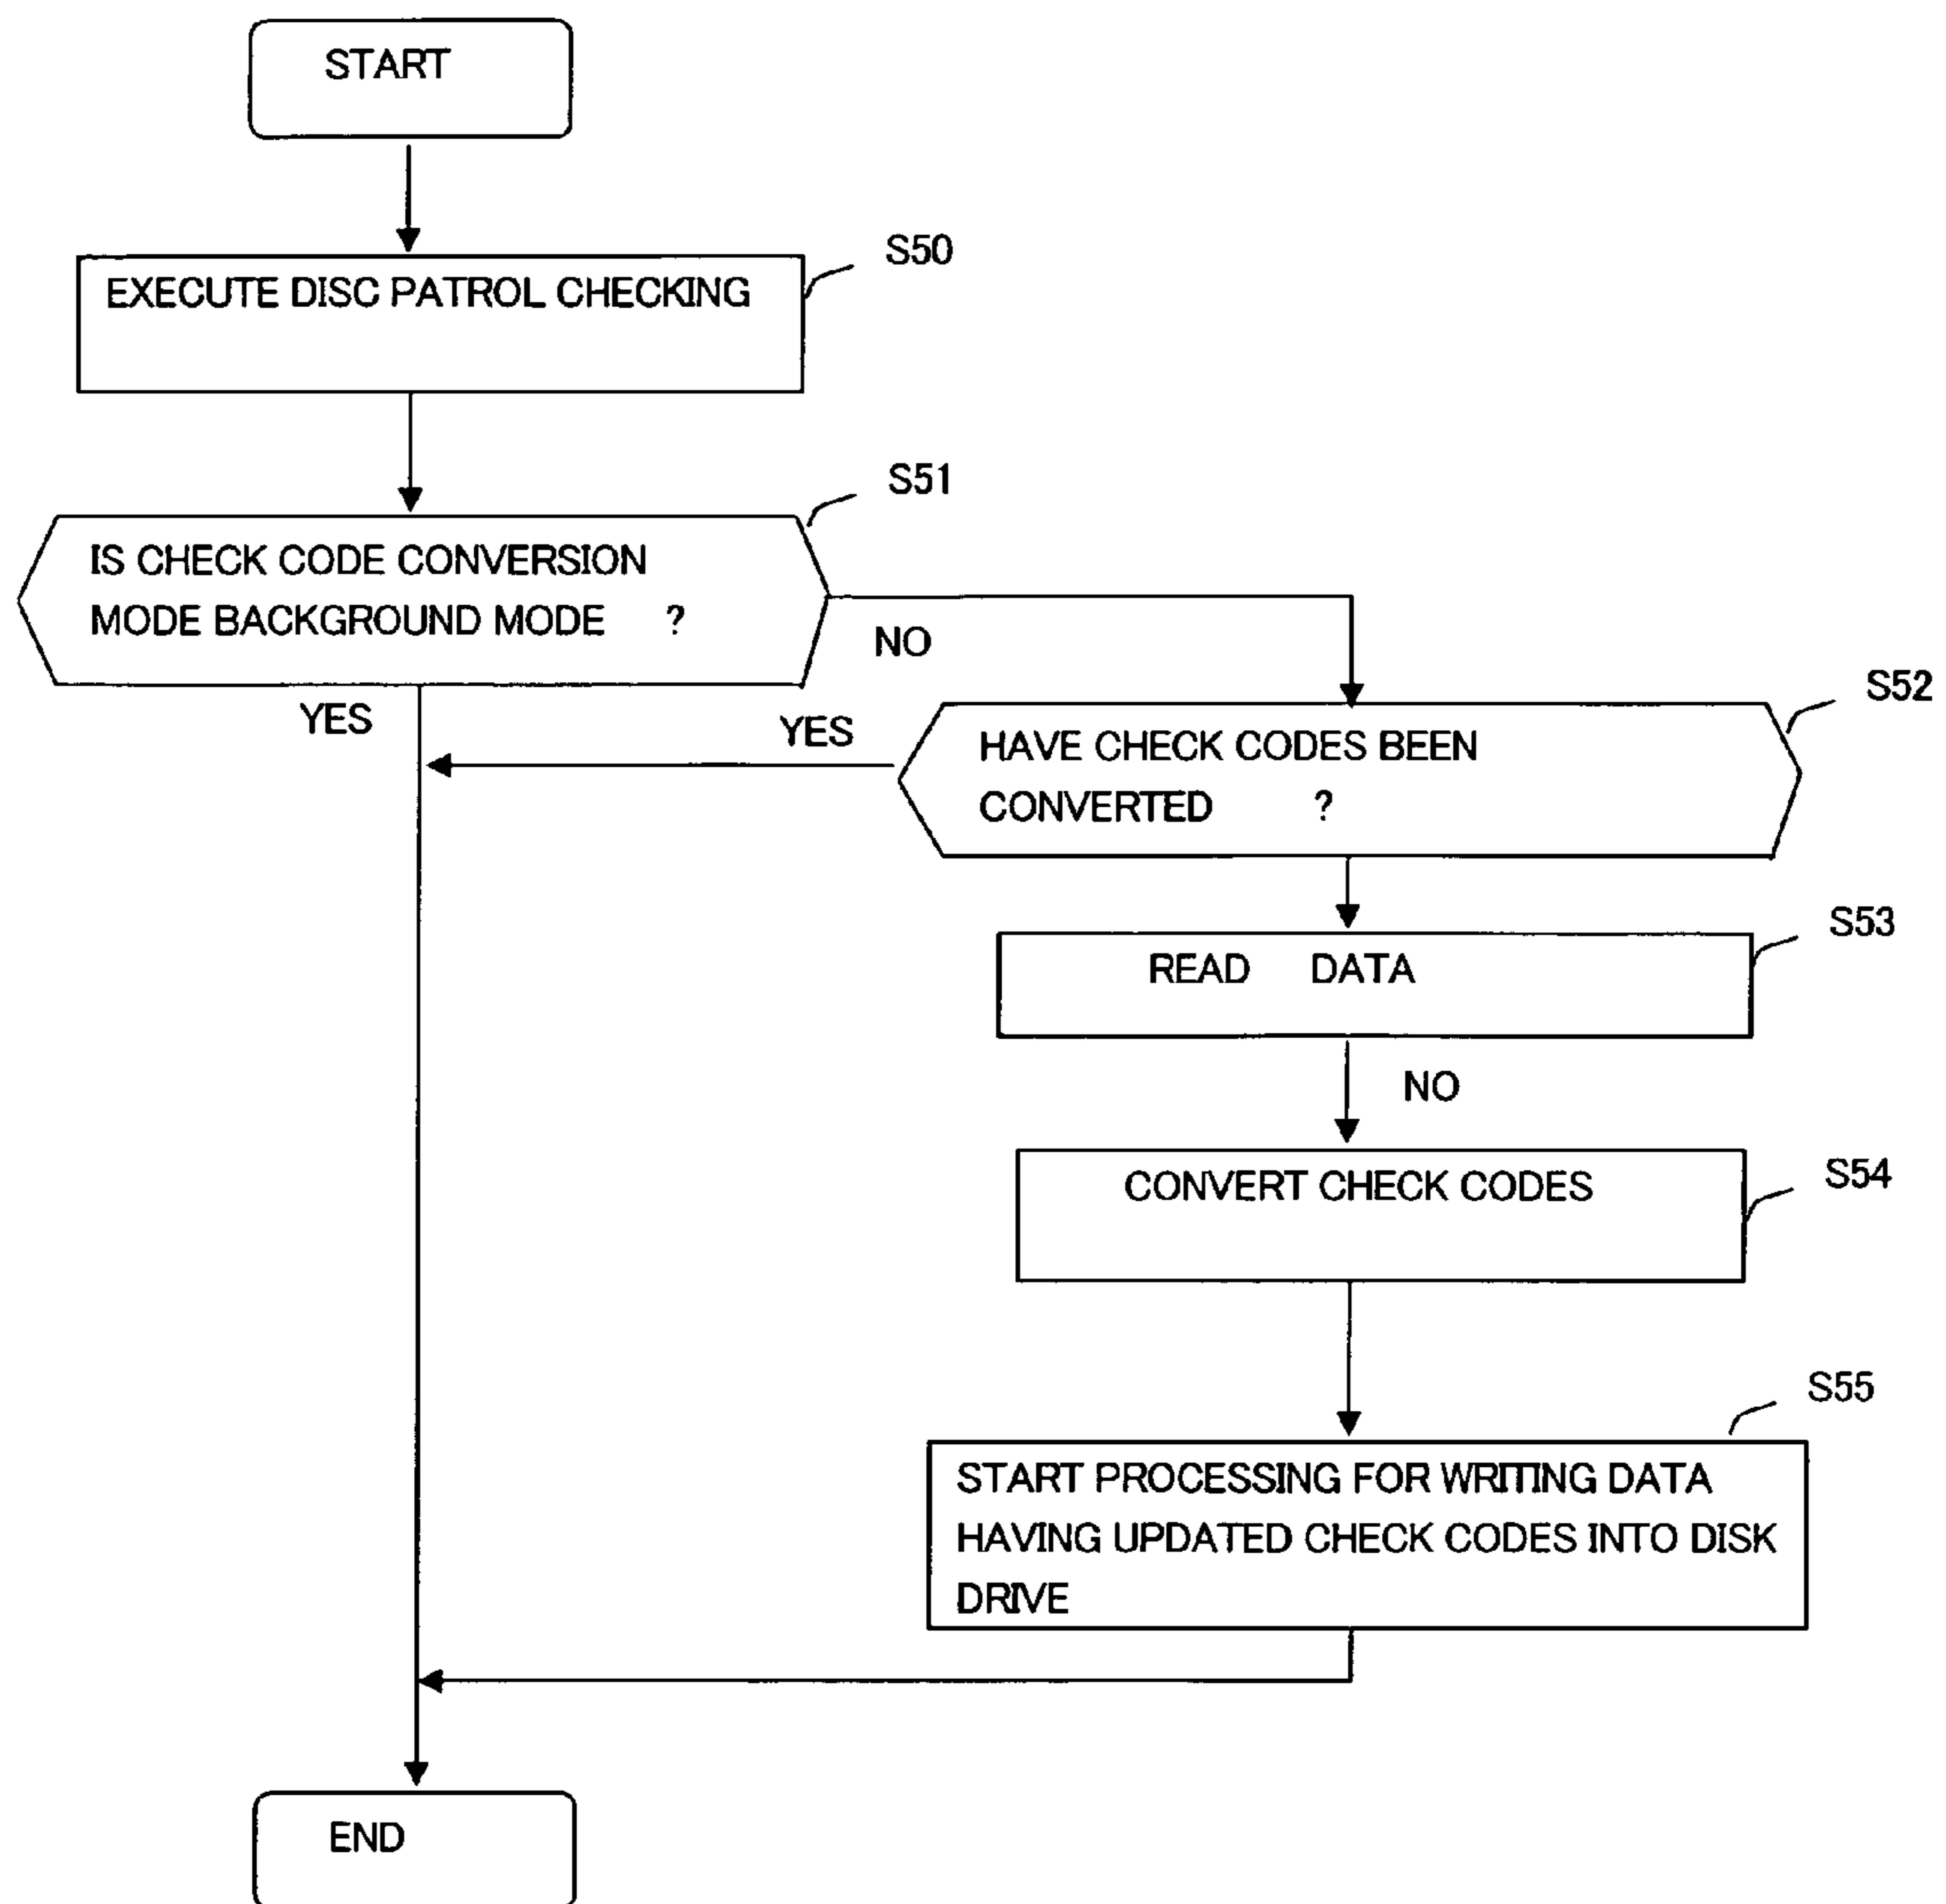 START
S50
EXECUTE DISC PATROL CHECKING
S51
IS CHECK CODE CONVERSION
MODE BACKGROUND MODE ?
NO
YES
S52
YES
HAVE CHECK CODES BEEN
CONVERTED ?
S53
READ DATA
NO
S54
CONVERT CHECK CODES
S55
START PROCESSING FOR WRITING DATA
HAVING UPDATED CHECK CODES INTO DISK
DRIVE
END